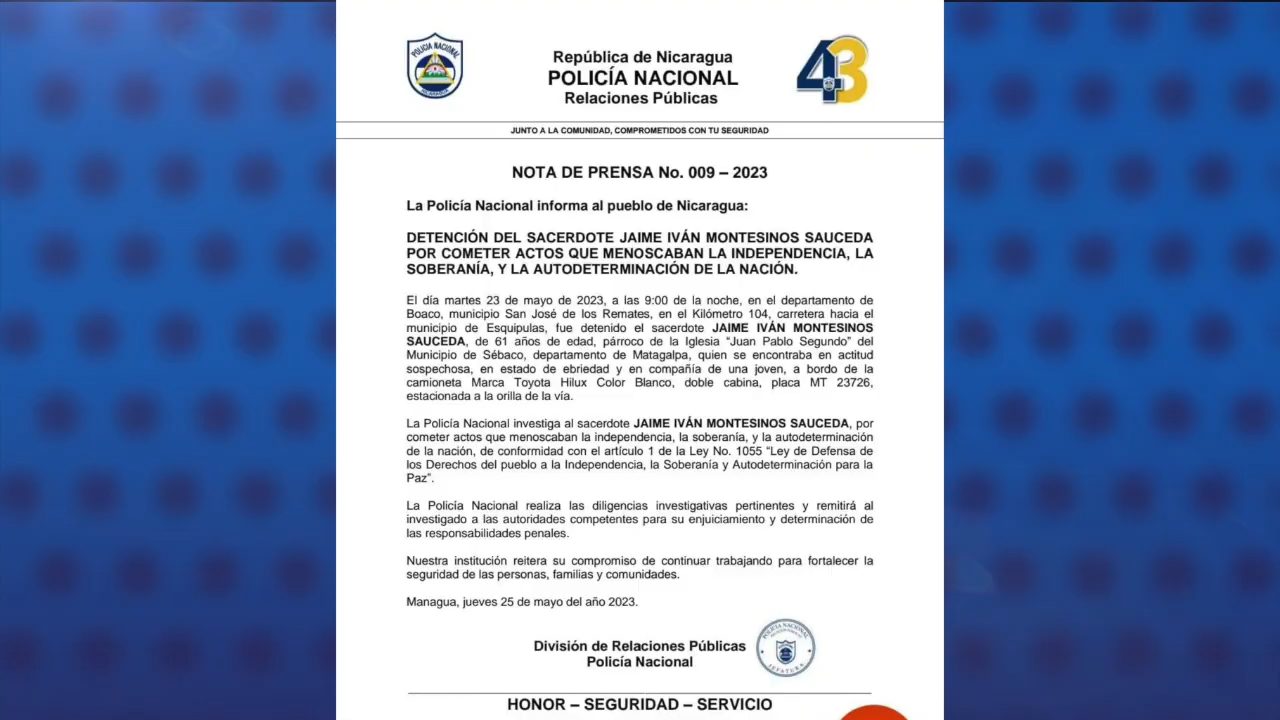 POLICIA NACIONAL
NICARAGUA
República de Nicaragua
POLICÍA NACIONAL
Relaciones Públicas
43
JUNTO A LA COMUNIDAD, COMPROMETIDOS CON TU SEGURIDAD
NOTA DE PRENSA No. 009 – 2023
La Policía Nacional informa al pueblo de Nicaragua:
DETENCIÓN DEL SACERDOTE JAIME IVÁN MONTESINOS SAUCEDA
POR COMETER ACTOS QUE MENOSCABAN LA INDEPENDENCIA, LA
SOBERANÍA, Y LA AUTODETERMINACIÓN DE LA NACIÓN.
El día martes 23 de mayo de 2023, a las 9:00 de la noche, en el departamento de
Boaco, municipio San José de los Remates, en el Kilómetro 104, carretera hacia el
municipio de Esquipulas, fue detenido el sacerdote JAIME IVÁN MONTESINOS
SAUCEDA, de 61 años de edad, párroco de la Iglesia “Juan Pablo Segundo” del
Municipio de Sébaco, departamento de Matagalpa, quien se encontraba en actitud
sospechosa, en estado de ebriedad y en compañía de una joven, a bordo de la
camioneta Marca Toyota Hilux Color Blanco, doble cabina, placa MT 23726,
estacionada a la orilla de la vía.
La Policía Nacional investiga al sacerdote JAIME IVÁN MONTESINOS SAUCEDA, por
cometer actos que menoscaban la independencia, la soberanía, y la autodeterminación
de la nación, de conformidad con el artículo 1 de la Ley No. 1055 “Ley de Defensa de
los Derechos del pueblo a la Independencia, la Soberanía y Autodeterminación para la
Paz”.
La Policía Nacional realiza las diligencias investigativas pertinentes y remitirá al
investigado a las autoridades competentes para su enjuiciamiento y determinación de
las responsabilidades penales.
Nuestra institución reitera su compromiso de continuar trabajando para fortalecer la
seguridad de las personas, familias y comunidades.
Managua, jueves 25 de mayo del año 2023.
División de Relaciones Públicas
Policía Nacional
POLICÍA NACIONAL
JEFATURA
HONOR – SEGURIDAD – SERVICIO